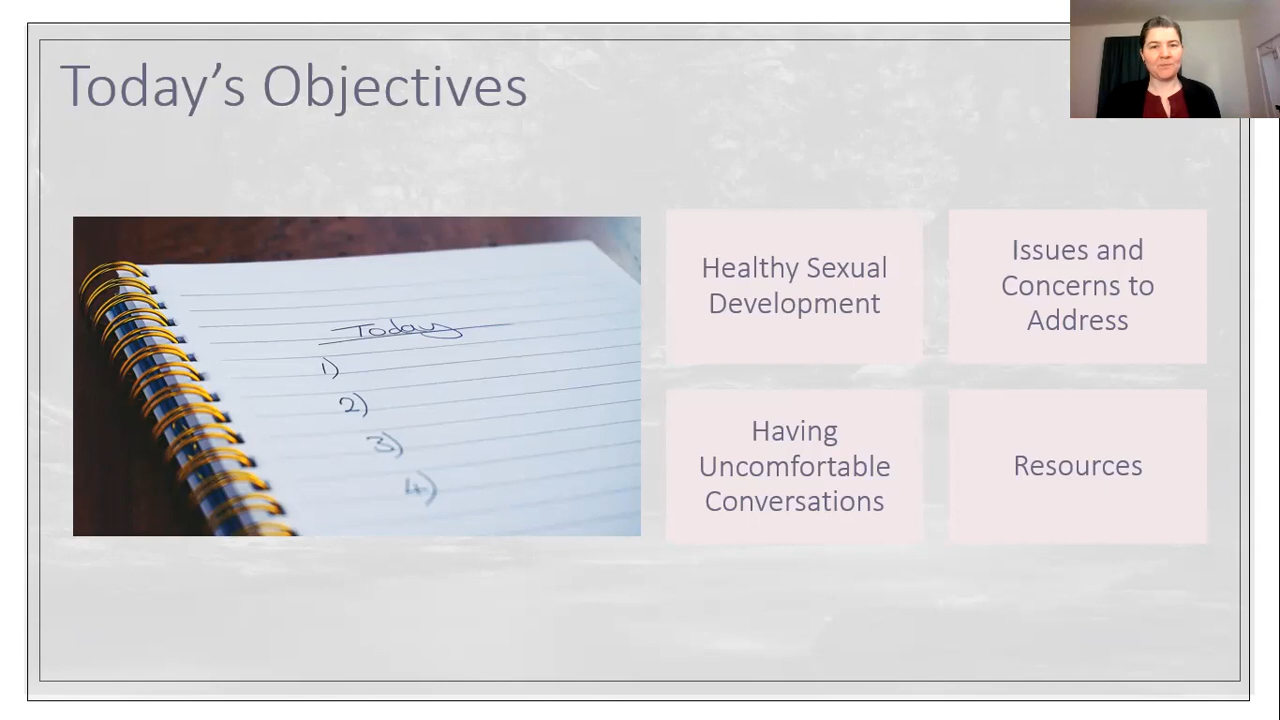 Today's Objectives
Today
1)
2)
3)
4)
Healthy Sexual
Development
Issues and
Concerns to
Address
Having
Uncomfortable
Conversations
Resources